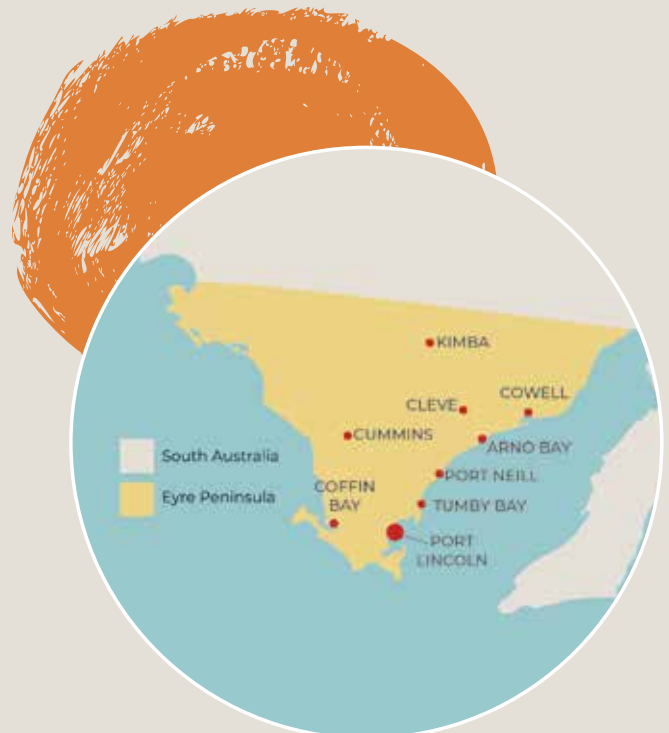 KIMBA
COWELL
CLEVE
CUMMINS
ARNO BAY
South Australia
PORT NEILL
COFFIN
BAY
Eyre Peninsula
TUMBY BAY
PORT
LINCOLN